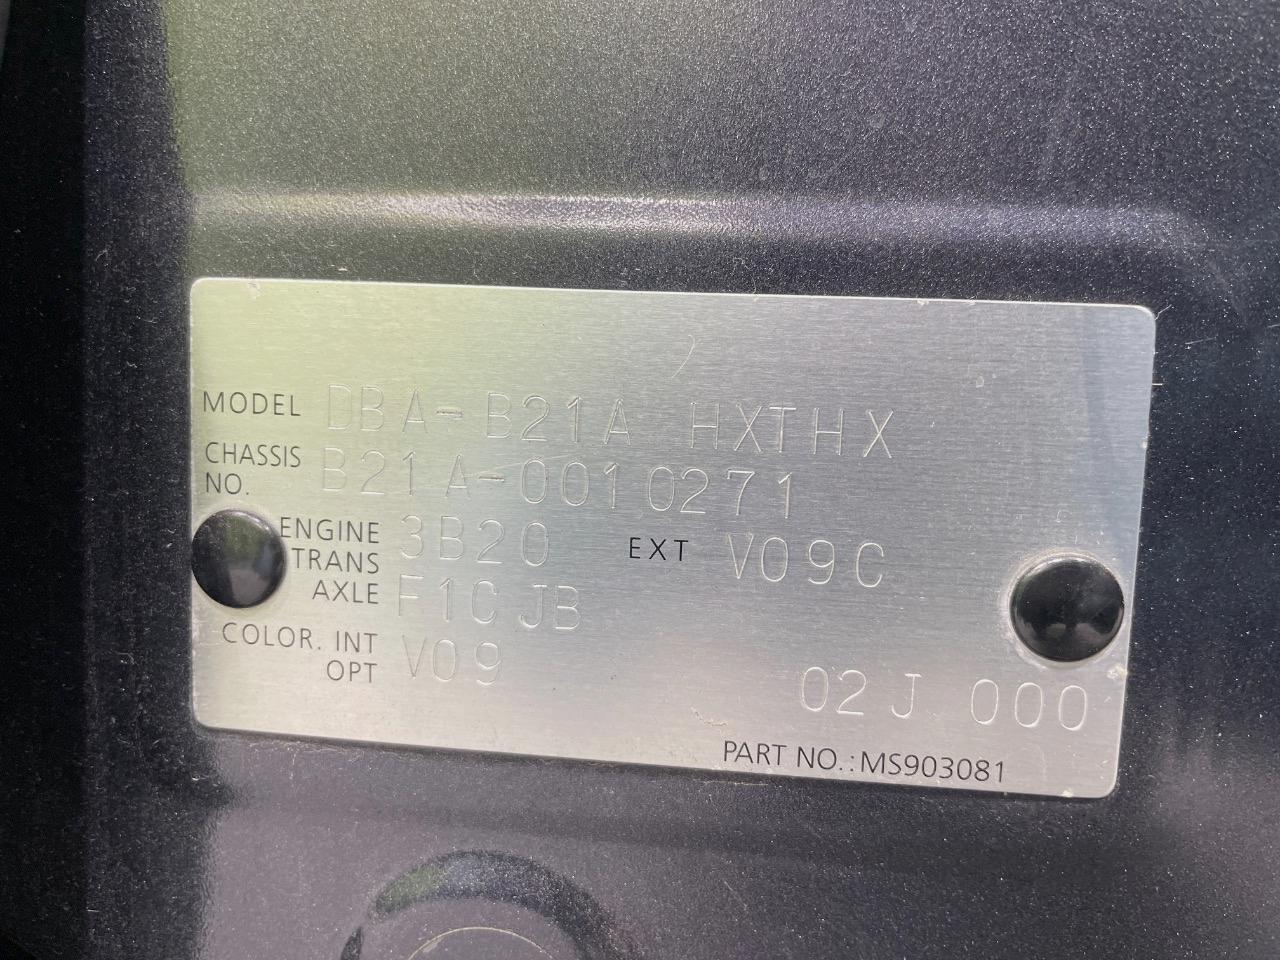 MODEL DBA-B21A HXTHX
CHASSIS NO. B21A-0010271
ENGINE 3B20 EXT V09C
TRANS AXLE F1CJB
COLOR. INT OPT V09
02J 000
PART NO.:MS903081